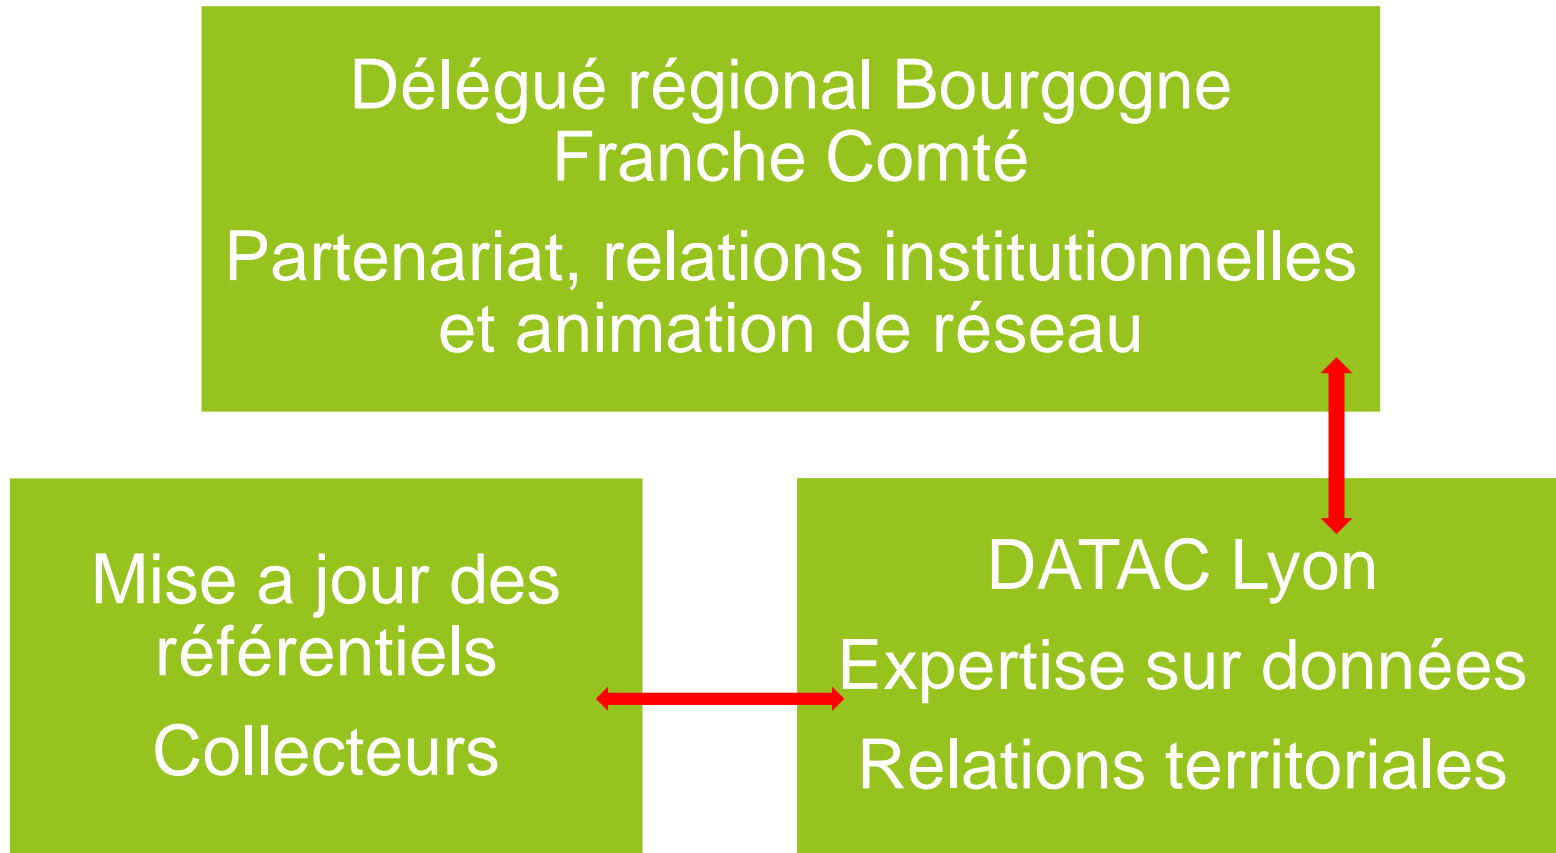 Délégué régional Bourgogne
Franche Comté
Partenariat, relations institutionnelles
et animation de réseau
Mise a jour des
référentiels
Collecteurs
DATAC Lyon
Expertise sur données
Relations territoriales